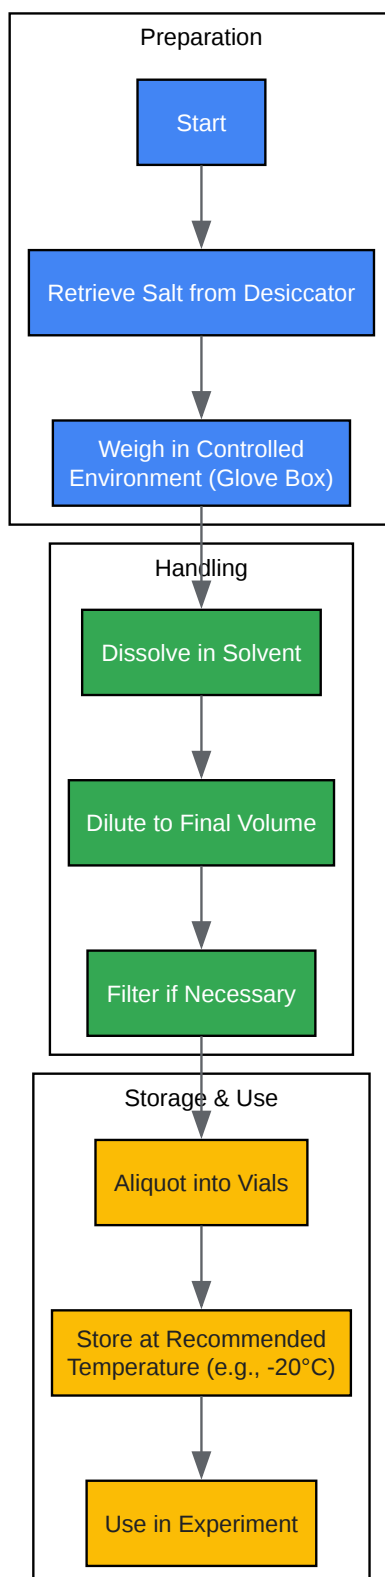 Preparation
Start
Retrieve Salt from Desiccator
Weigh in Controlled
Environment (Glove Box)
Handling
Dissolve in Solvent
Dilute to Final Volume
Filter if Necessary
Storage & Use
Aliquot into Vials
Store at Recommended
Temperature (e.g., -20°C)
Use in Experiment